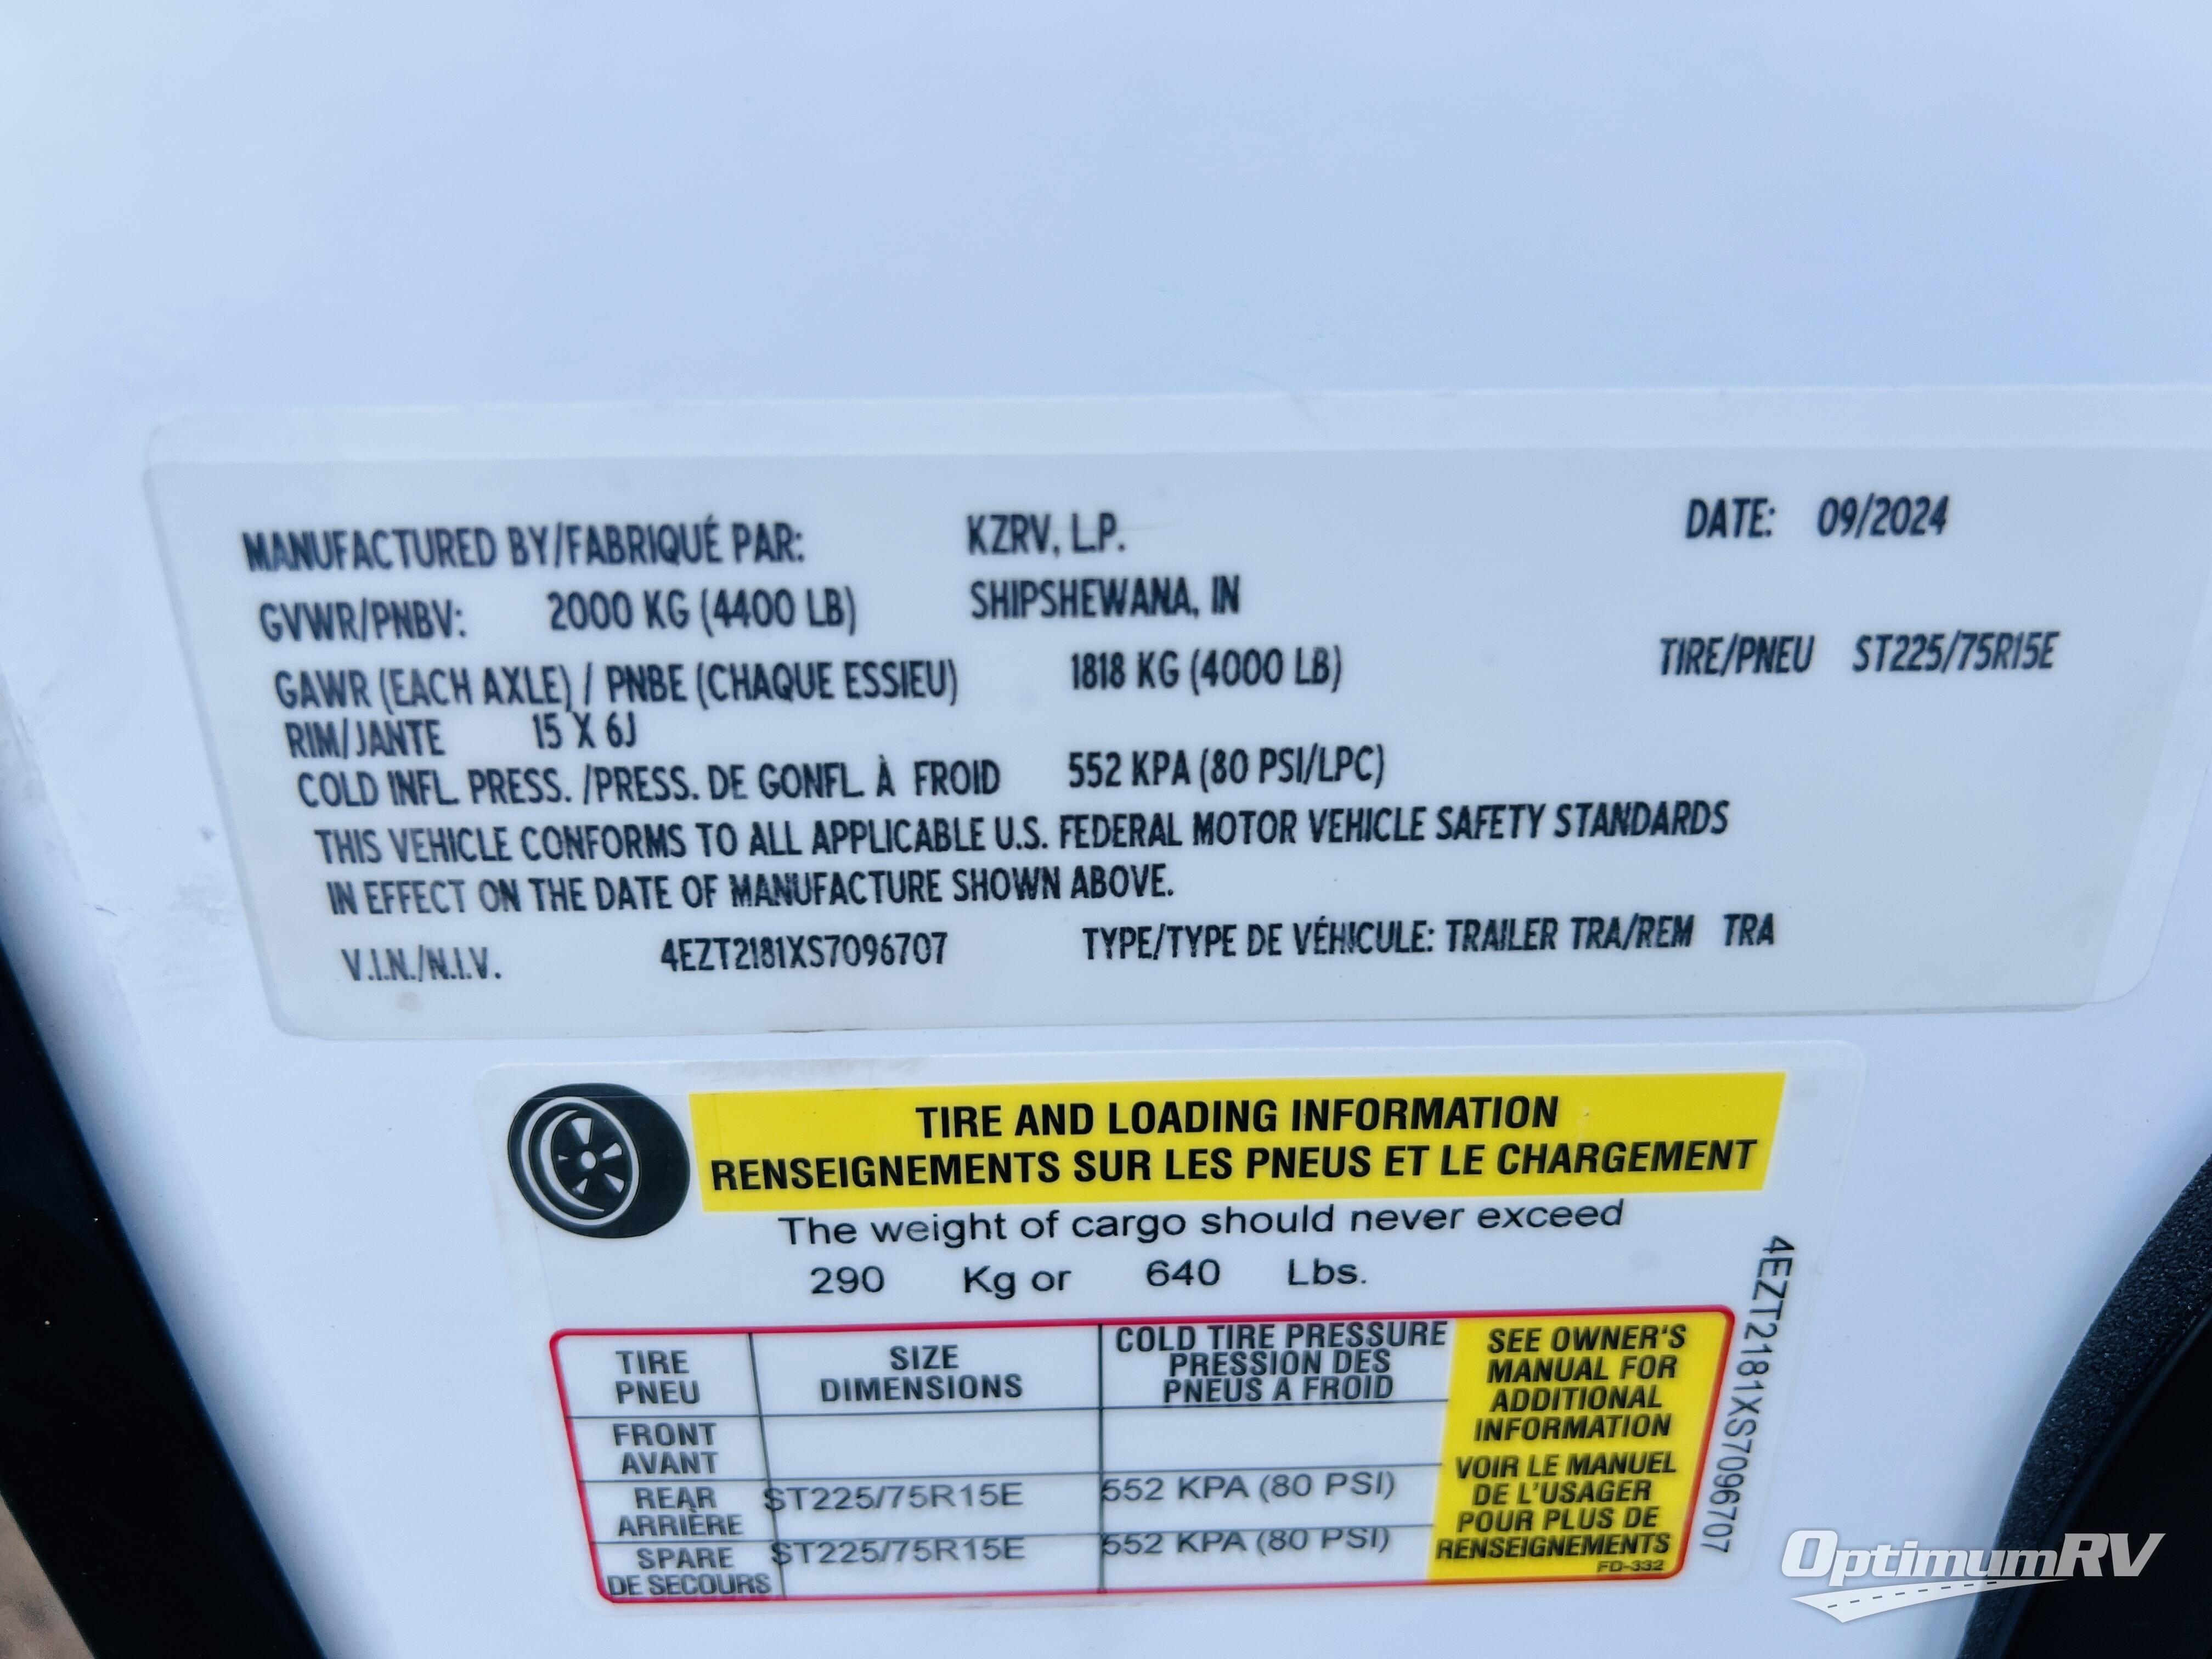 MANUFACTURED BY/FABRIQUÉ PAR: KZRV, L.P. DATE: 09/2024
GVWR/PNBV: 2000 KG (4400 LB) SHIPSHEWANA, IN
GAWR (EACH AXLE) / PNBE (CHAQUE ESSIEU) 1818 KG (4000 LB) TIRE/PNEU ST225/75R15E
RIM/JANTE 15 X 6J
COLD INFL. PRESS. /PRESS. DE GONFL. À FROID 552 KPA (80 PSI/LPC)
THIS VEHICLE CONFORMS TO ALL APPLICABLE U.S. FEDERAL MOTOR VEHICLE SAFETY STANDARDS
IN EFFECT ON THE DATE OF MANUFACTURE SHOWN ABOVE.
V.I.N./N.I.V. 4EZT2181XS7096707 TYPE/TYPE DE VÉHICULE: TRAILER TRA/REM TRA
TIRE AND LOADING INFORMATION
RENSEIGNEMENTS SUR LES PNEUS ET LE CHARGEMENT
The weight of cargo should never exceed
290 Kg or 640 Lbs.
TIRE
PNEU
SIZE
DIMENSIONS
COLD TIRE PRESSURE
PRESSION DES
PNEUS A FROID
FRONT
AVANT
REAR
ARRIÈRE
ST225/75R15E
552 KPA (80 PSI)
SPARE
DE SECOURS
ST225/75R15E
552 KPA (80 PSI)
SEE OWNER'S
MANUAL FOR
ADDITIONAL
INFORMATION
VOIR LE MANUEL
DE L'USAGER
POUR PLUS DE
RENSEIGNEMENTS
FD-332
4EZT2181XS7096707
OptimumRV